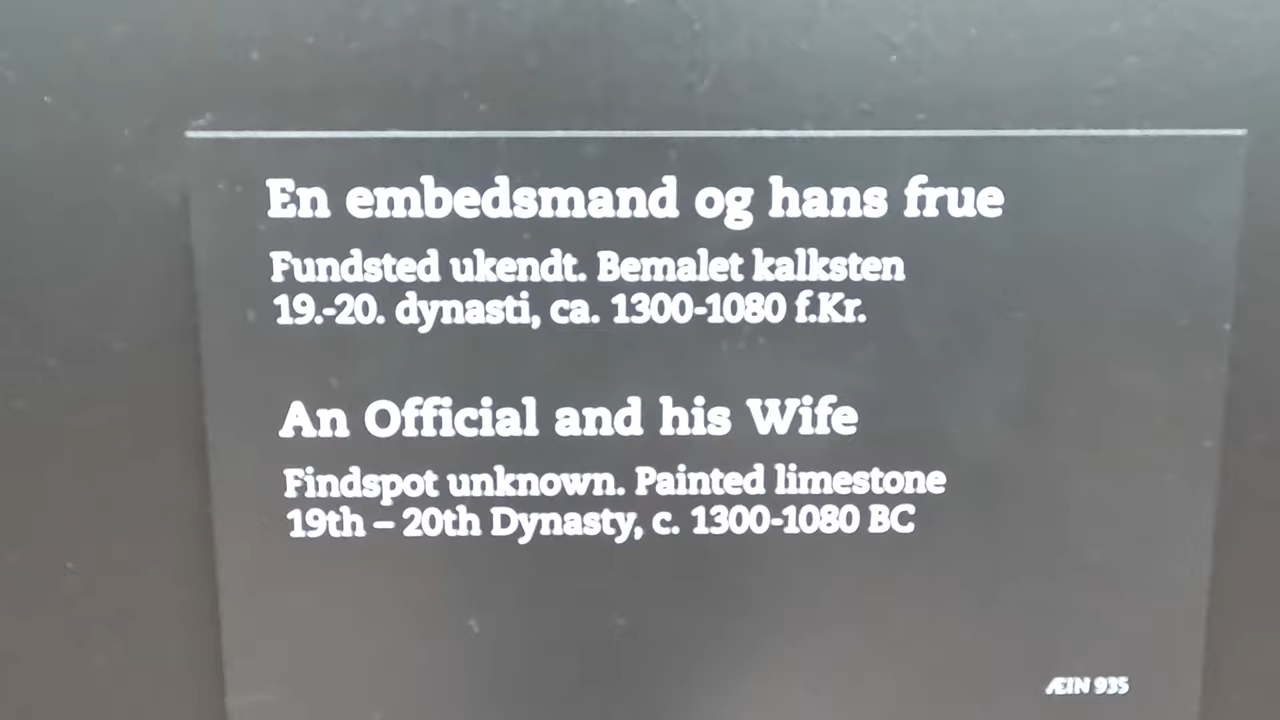 En embedsmand og hans frue
Fundsted ukendt. Bemalet kalksten
19.-20. dynasti, ca. 1300-1080 f.Kr.
An Official and his Wife
Findspot unknown. Painted limestone
19th – 20th Dynasty, c. 1300-1080 BC
ÆIN 935